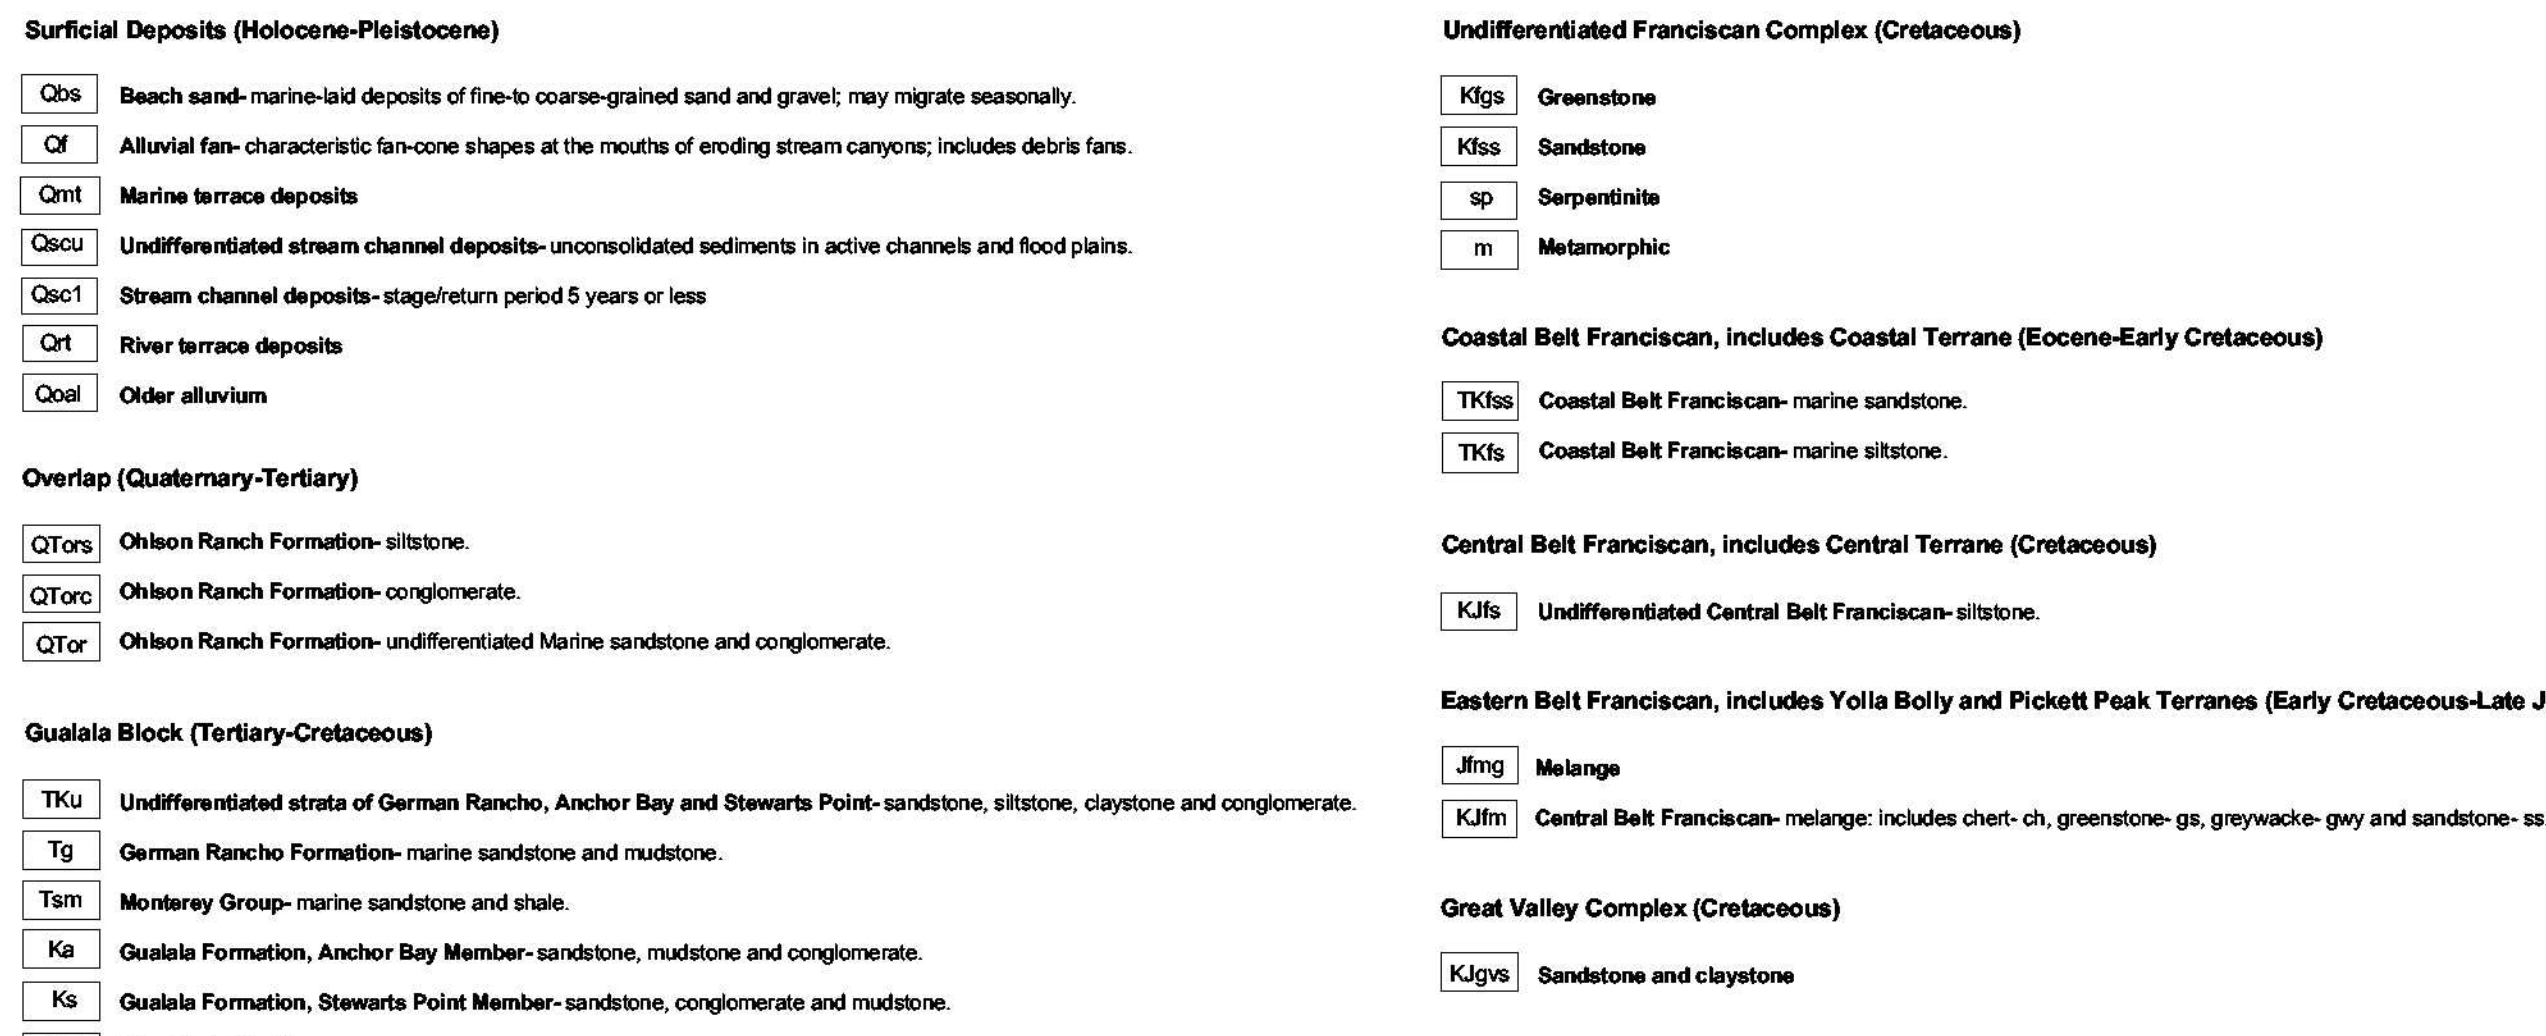 Surficial Deposits (Holocene-Pleistocene)
Qbs Beach sand- marine-laid deposits of fine-to coarse-grained sand and gravel; may migrate seasonally.
Qf Alluvial fan- characteristic fan-cone shapes at the mouths of eroding stream canyons; includes debris fans.
Qmt Marine terrace deposits
Qscu Undifferentiated stream channel deposits- unconsolidated sediments in active channels and flood plains.
Qsc1 Stream channel deposits- stage/return period 5 years or less
Qrt River terrace deposits
Qoal Older alluvium
Overlap (Quaternary-Tertiary)
QTors Ohlson Ranch Formation- siltstone.
QTorc Ohlson Ranch Formation- conglomerate.
QTor Ohlson Ranch Formation- undifferentiated Marine sandstone and conglomerate.
Gualala Block (Tertiary-Cretaceous)
TKu Undifferentiated strata of German Rancho, Anchor Bay and Stewarts Point- sandstone, siltstone, claystone and conglomerate.
Tg German Rancho Formation- marine sandstone and mudstone.
Tsm Monterey Group- marine sandstone and shale.
Ka Gualala Formation, Anchor Bay Member- sandstone, mudstone and conglomerate.
Ks Gualala Formation, Stewarts Point Member- sandstone, conglomerate and mudstone.
Undifferentiated Franciscan Complex (Cretaceous)
Kfgs Greenstone
Kfss Sandstone
sp Serpentinite
m Metamorphic
Coastal Belt Franciscan, includes Coastal Terrane (Eocene-Early Cretaceous)
TKfss Coastal Belt Franciscan- marine sandstone.
TKfs Coastal Belt Franciscan- marine siltstone.
Central Belt Franciscan, includes Central Terrane (Cretaceous)
KJfs Undifferentiated Central Belt Franciscan- siltstone.
Eastern Belt Franciscan, includes Yolla Bolly and Pickett Peak Terranes (Early Cretaceous-Late J
Jfmg Melange
KJfm Central Belt Franciscan- melange: includes chert- ch, greenstone- gs, greywacke- gwy and sandstone- ss
Great Valley Complex (Cretaceous)
KJgvs Sandstone and claystone